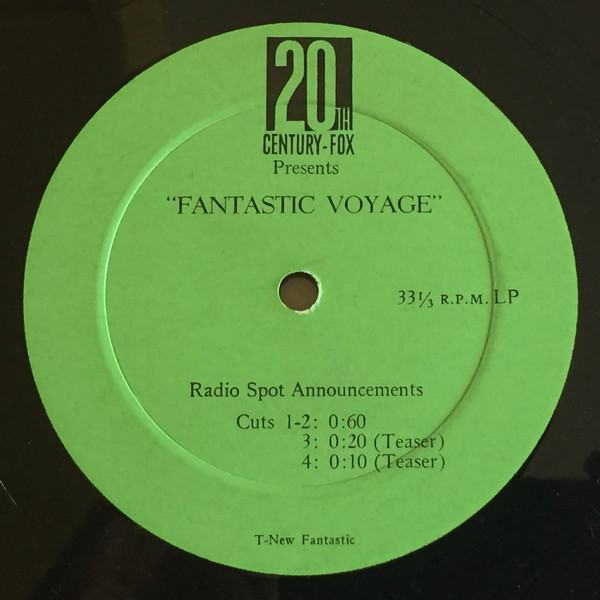 20TH
CENTURY-FOX
Presents
"FANTASTIC VOYAGE"
33⅓ R.P.M. LP
Radio Spot Announcements
Cuts 1-2: 0:60
3: 0:20 (Teaser)
4: 0:10 (Teaser)
T-New Fantastic